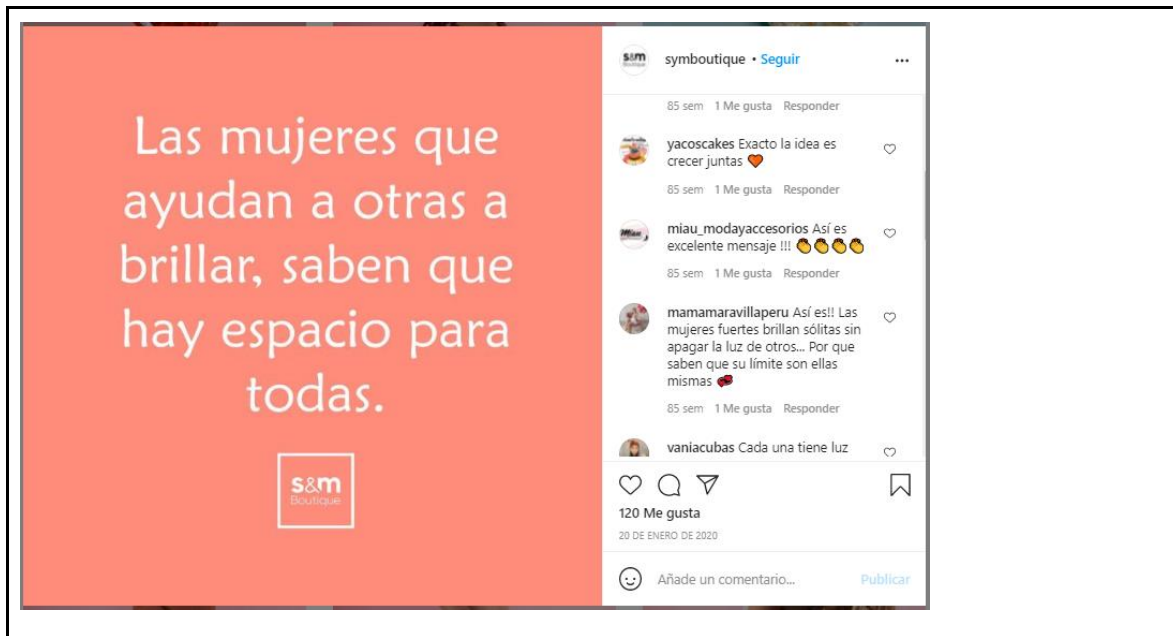 Las mujeres que
ayudan a otras a
brillar, saben que
hay espacio para
todas.
s&m
Boutique
s&m
Boutique
symboutique • Seguir
85 sem 1 Me gusta Responder
yacoscakes Exacto la idea es
crecer juntas 🧡
85 sem 1 Me gusta Responder
Miau
miau_modayaccesorios Así es
excelente mensaje !!! 👏👏👏👏
85 sem 1 Me gusta Responder
mamamaravillaperu Así es!! Las
mujeres fuertes brillan sólitas sin
apagar la luz de otros... Por que
saben que su límite son ellas
mismas 🥊
85 sem 1 Me gusta Responder
vaniacubas Cada una tiene luz
120 Me gusta
20 DE ENERO DE 2020
Añade un comentario...
Publicar